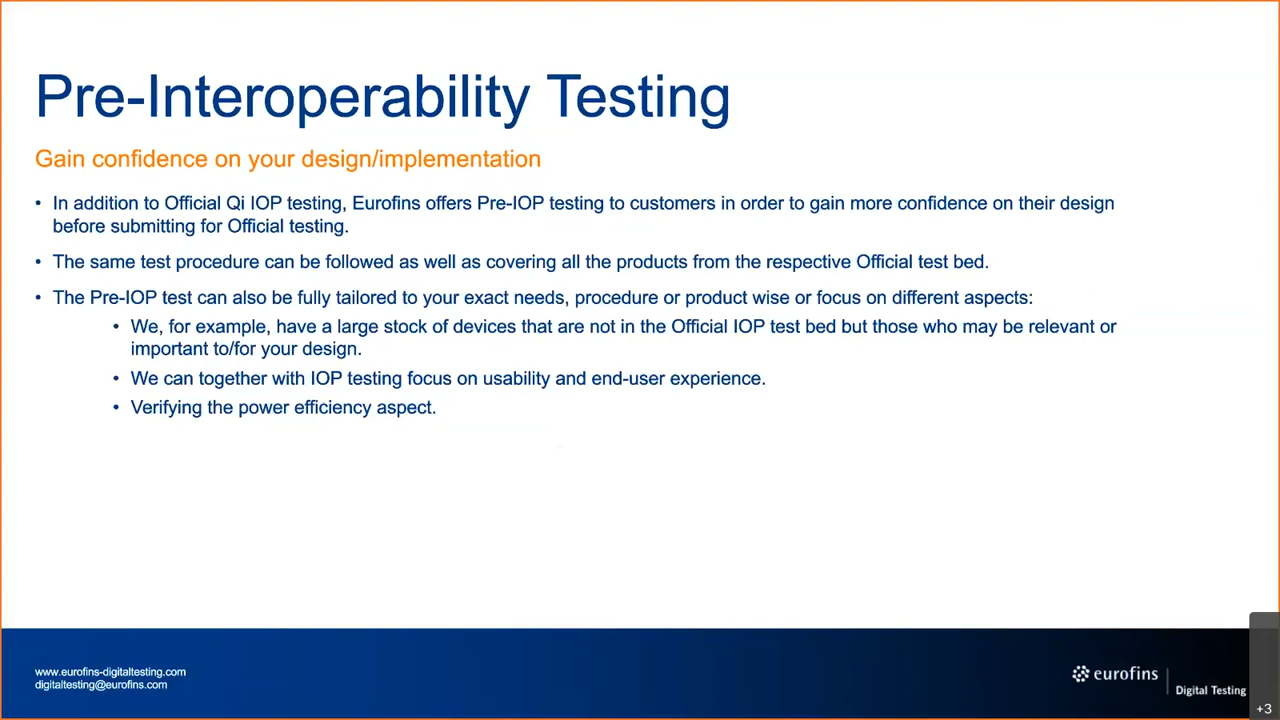 Pre-Interoperability Testing
Gain confidence on your design/implementation
• In addition to Official Qi IOP testing, Eurofins offers Pre-IOP testing to customers in order to gain more confidence on their design
before submitting for Official testing.
• The same test procedure can be followed as well as covering all the products from the respective Official test bed.
• The Pre-IOP test can also be fully tailored to your exact needs, procedure or product wise or focus on different aspects:
• We, for example, have a large stock of devices that are not in the Official IOP test bed but those who may be relevant or
important to/for your design.
• We can together with IOP testing focus on usability and end-user experience.
• Verifying the power efficiency aspect.
www.eurofins-digitaltesting.com
digitaltesting@eurofins.com
eurofins
Digital Testing
+3